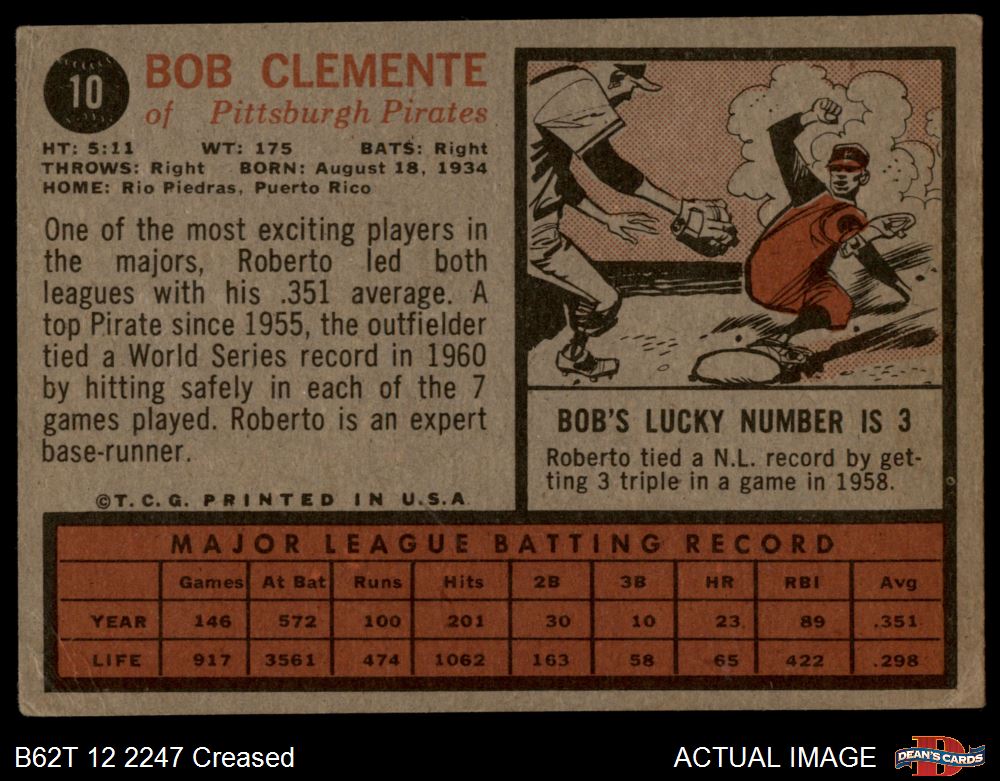 10
BOB CLEMENTE
of Pittsburgh Pirates
HT: 5:11 WT: 175 BATS: Right
THROWS: Right BORN: August 18, 1934
HOME: Rio Piedras, Puerto Rico
One of the most exciting players in
the majors, Roberto led both
leagues with his .351 average. A
top Pirate since 1955, the outfielder
tied a World Series record in 1960
by hitting safely in each of the 7
games played. Roberto is an expert
base-runner.
©T.C.G. PRINTED IN U.S.A.
BOB'S LUCKY NUMBER IS 3
Roberto tied a N.L. record by get-
ting 3 triple in a game in 1958.
MAJOR LEAGUE BATTING RECORD
Games At Bat Runs Hits 2B 3B HR RBI Avg
YEAR 146 572 100 201 30 10 23 89 .351
LIFE 917 3561 474 1062 163 58 65 422 .298
B62T 12 2247 Creased
ACTUAL IMAGE
D
DEAN'S CARDS